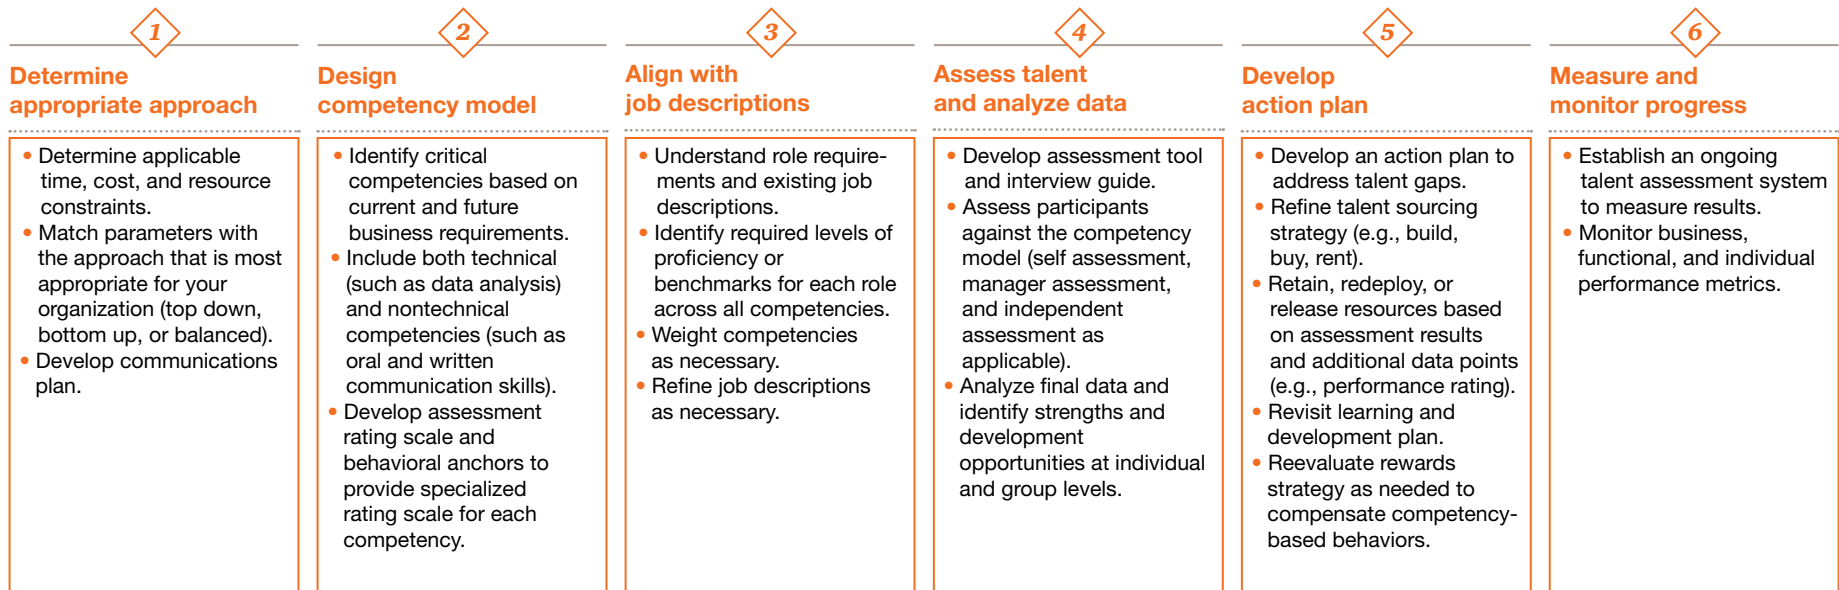 1
Determine
appropriate approach
• Determine applicable
time, cost, and resource
constraints.
• Match parameters with
the approach that is most
appropriate for your
organization (top down,
bottom up, or balanced).
• Develop communications
plan.
2
Design
competency model
• Identify critical
competencies based on
current and future
business requirements.
• Include both technical
(such as data analysis)
and nontechnical
competencies (such as
oral and written
communication skills).
• Develop assessment
rating scale and
behavioral anchors to
provide specialized
rating scale for each
competency.
3
Align with
job descriptions
• Understand role require-
ments and existing job
descriptions.
• Identify required levels of
proficiency or
benchmarks for each role
across all competencies.
• Weight competencies
as necessary.
• Refine job descriptions
as necessary.
4
Assess talent
and analyze data
• Develop assessment tool
and interview guide.
• Assess participants
against the competency
model (self assessment,
manager assessment,
and independent
assessment as
applicable).
• Analyze final data and
identify strengths and
development
opportunities at individual
and group levels.
5
Develop
action plan
• Develop an action plan to
address talent gaps.
• Refine talent sourcing
strategy (e.g., build,
buy, rent).
• Retain, redeploy, or
release resources based
on assessment results
and additional data points
(e.g., performance rating).
• Revisit learning and
development plan.
• Reevaluate rewards
strategy as needed to
compensate competency-
based behaviors.
6
Measure and
monitor progress
• Establish an ongoing
talent assessment system
to measure results.
• Monitor business,
functional, and individual
performance metrics.